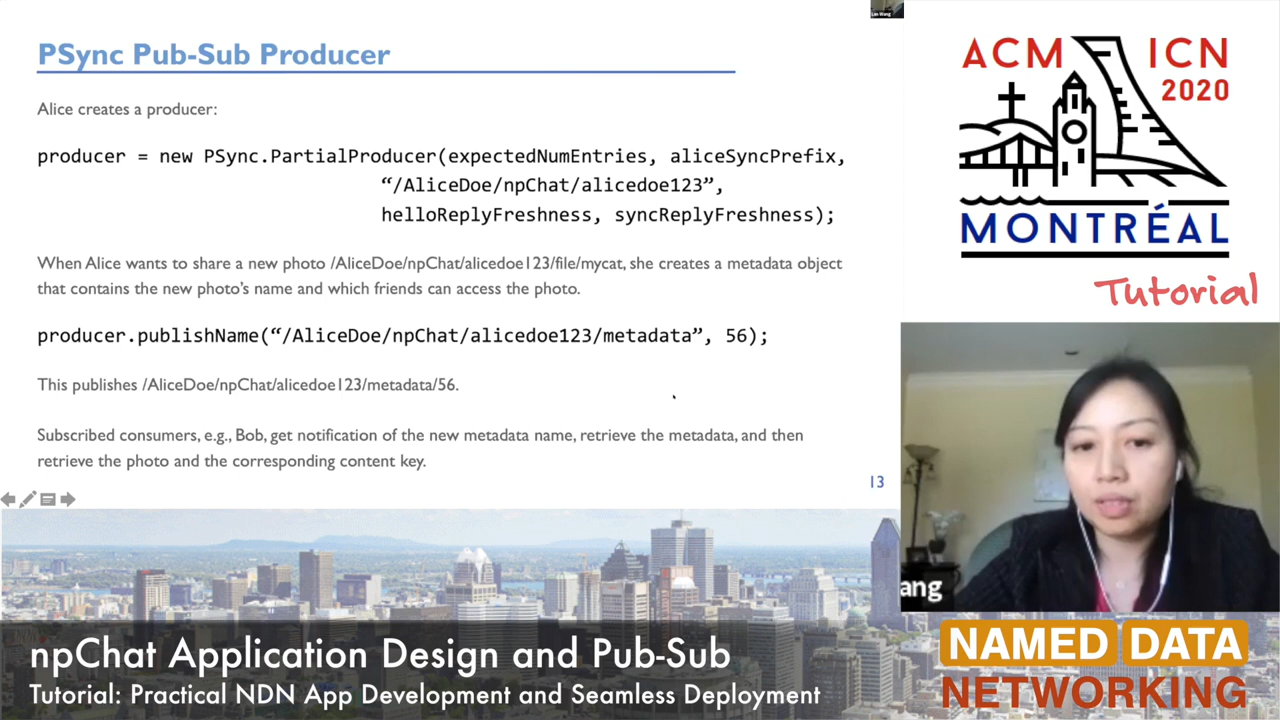 PSync Pub-Sub Producer
Alice creates a producer:
producer = new PSync.PartialProducer(expectedNumEntries, aliceSyncPrefix,
“/AliceDoe/npChat/alicedoe123”,
helloReplyFreshness, syncReplyFreshness);
When Alice wants to share a new photo /AliceDoe/npChat/alicedoe123/file/mycat, she creates a metadata object
that contains the new photo’s name and which friends can access the photo.
producer.publishName(“/AliceDoe/npChat/alicedoe123/metadata”, 56);
This publishes /AliceDoe/npChat/alicedoe123/metadata/56.
Subscribed consumers, e.g., Bob, get notification of the new metadata name, retrieve the metadata, and then
retrieve the photo and the corresponding content key.
13
Lan Wang
ACM ICN
2020
MONTRÉAL
Tutorial
ang
npChat Application Design and Pub-Sub
Tutorial: Practical NDN App Development and Seamless Deployment
NAMED DATA
NETWORKING